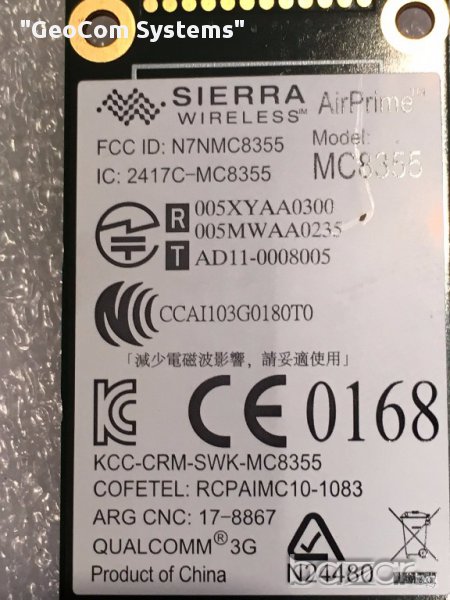 "GeoCom Systems"
SIERRA
WIRELESS℠
AirPrime™
FCC ID: N7NMC8355
Model:
IC: 2417C-MC8355
MC8355
R 005XYAA0300
005MWAA0235
T AD11-0008005
CCAI103G0180T0
「減少電磁波影響，請妥適使用」
CE 0168
KCC-CRM-SWK-MC8355
COFETEL: RCPAIMC10-1083
ARG CNC: 17-8867
QUALCOMM® 3G
Product of China
N24480